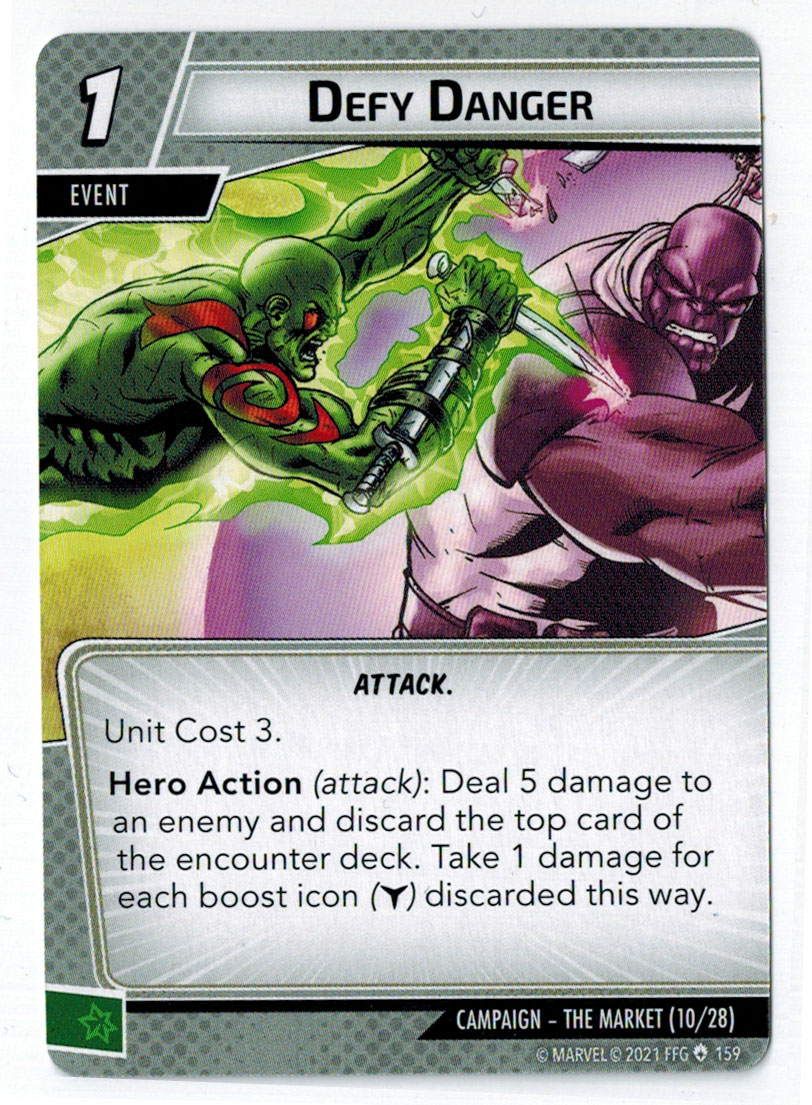 1
DEFY DANGER
EVENT
ATTACK.
Unit Cost 3.
Hero Action (attack): Deal 5 damage to
an enemy and discard the top card of
the encounter deck. Take 1 damage for
each boost icon () discarded this way.
CAMPAIGN – THE MARKET (10/28)
© MARVEL © 2021 FFG 159